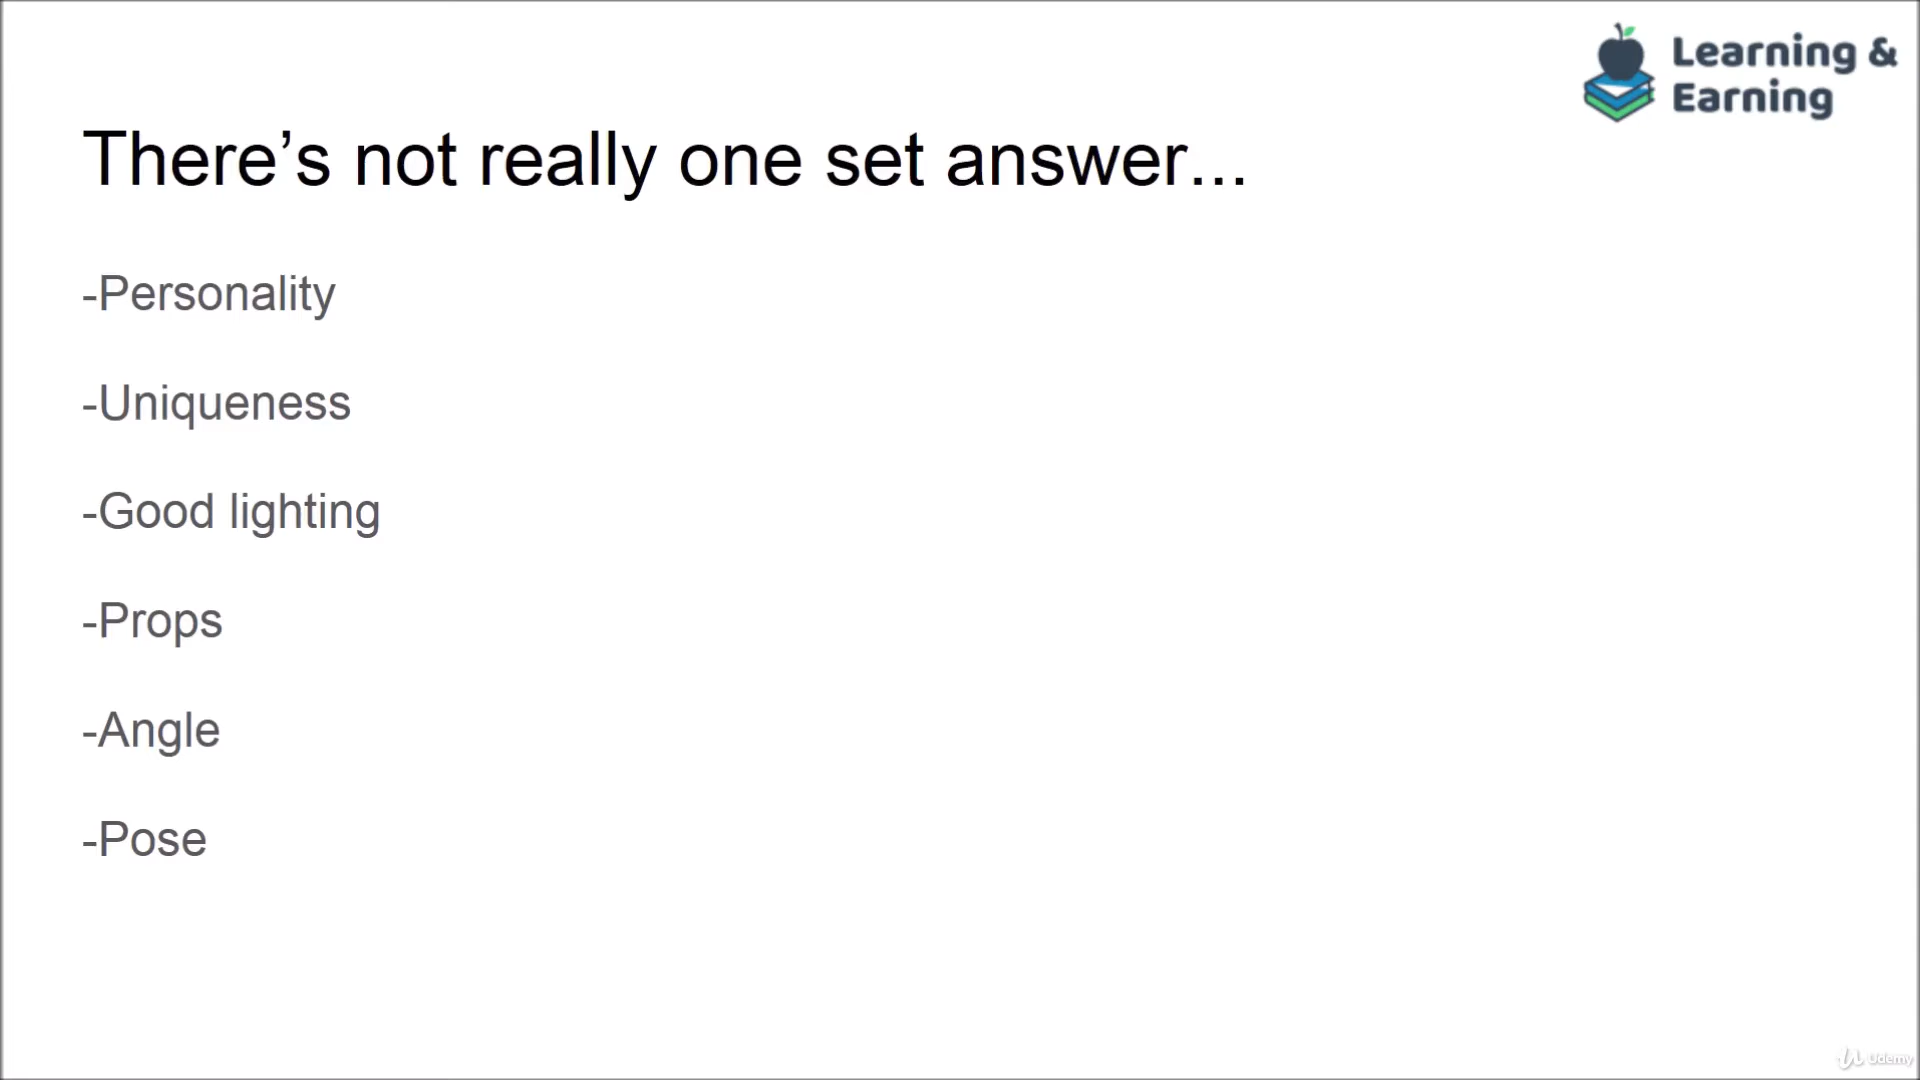 Learning &
Earning
There’s not really one set answer...
-Personality
-Uniqueness
-Good lighting
-Props
-Angle
-Pose
Udemy